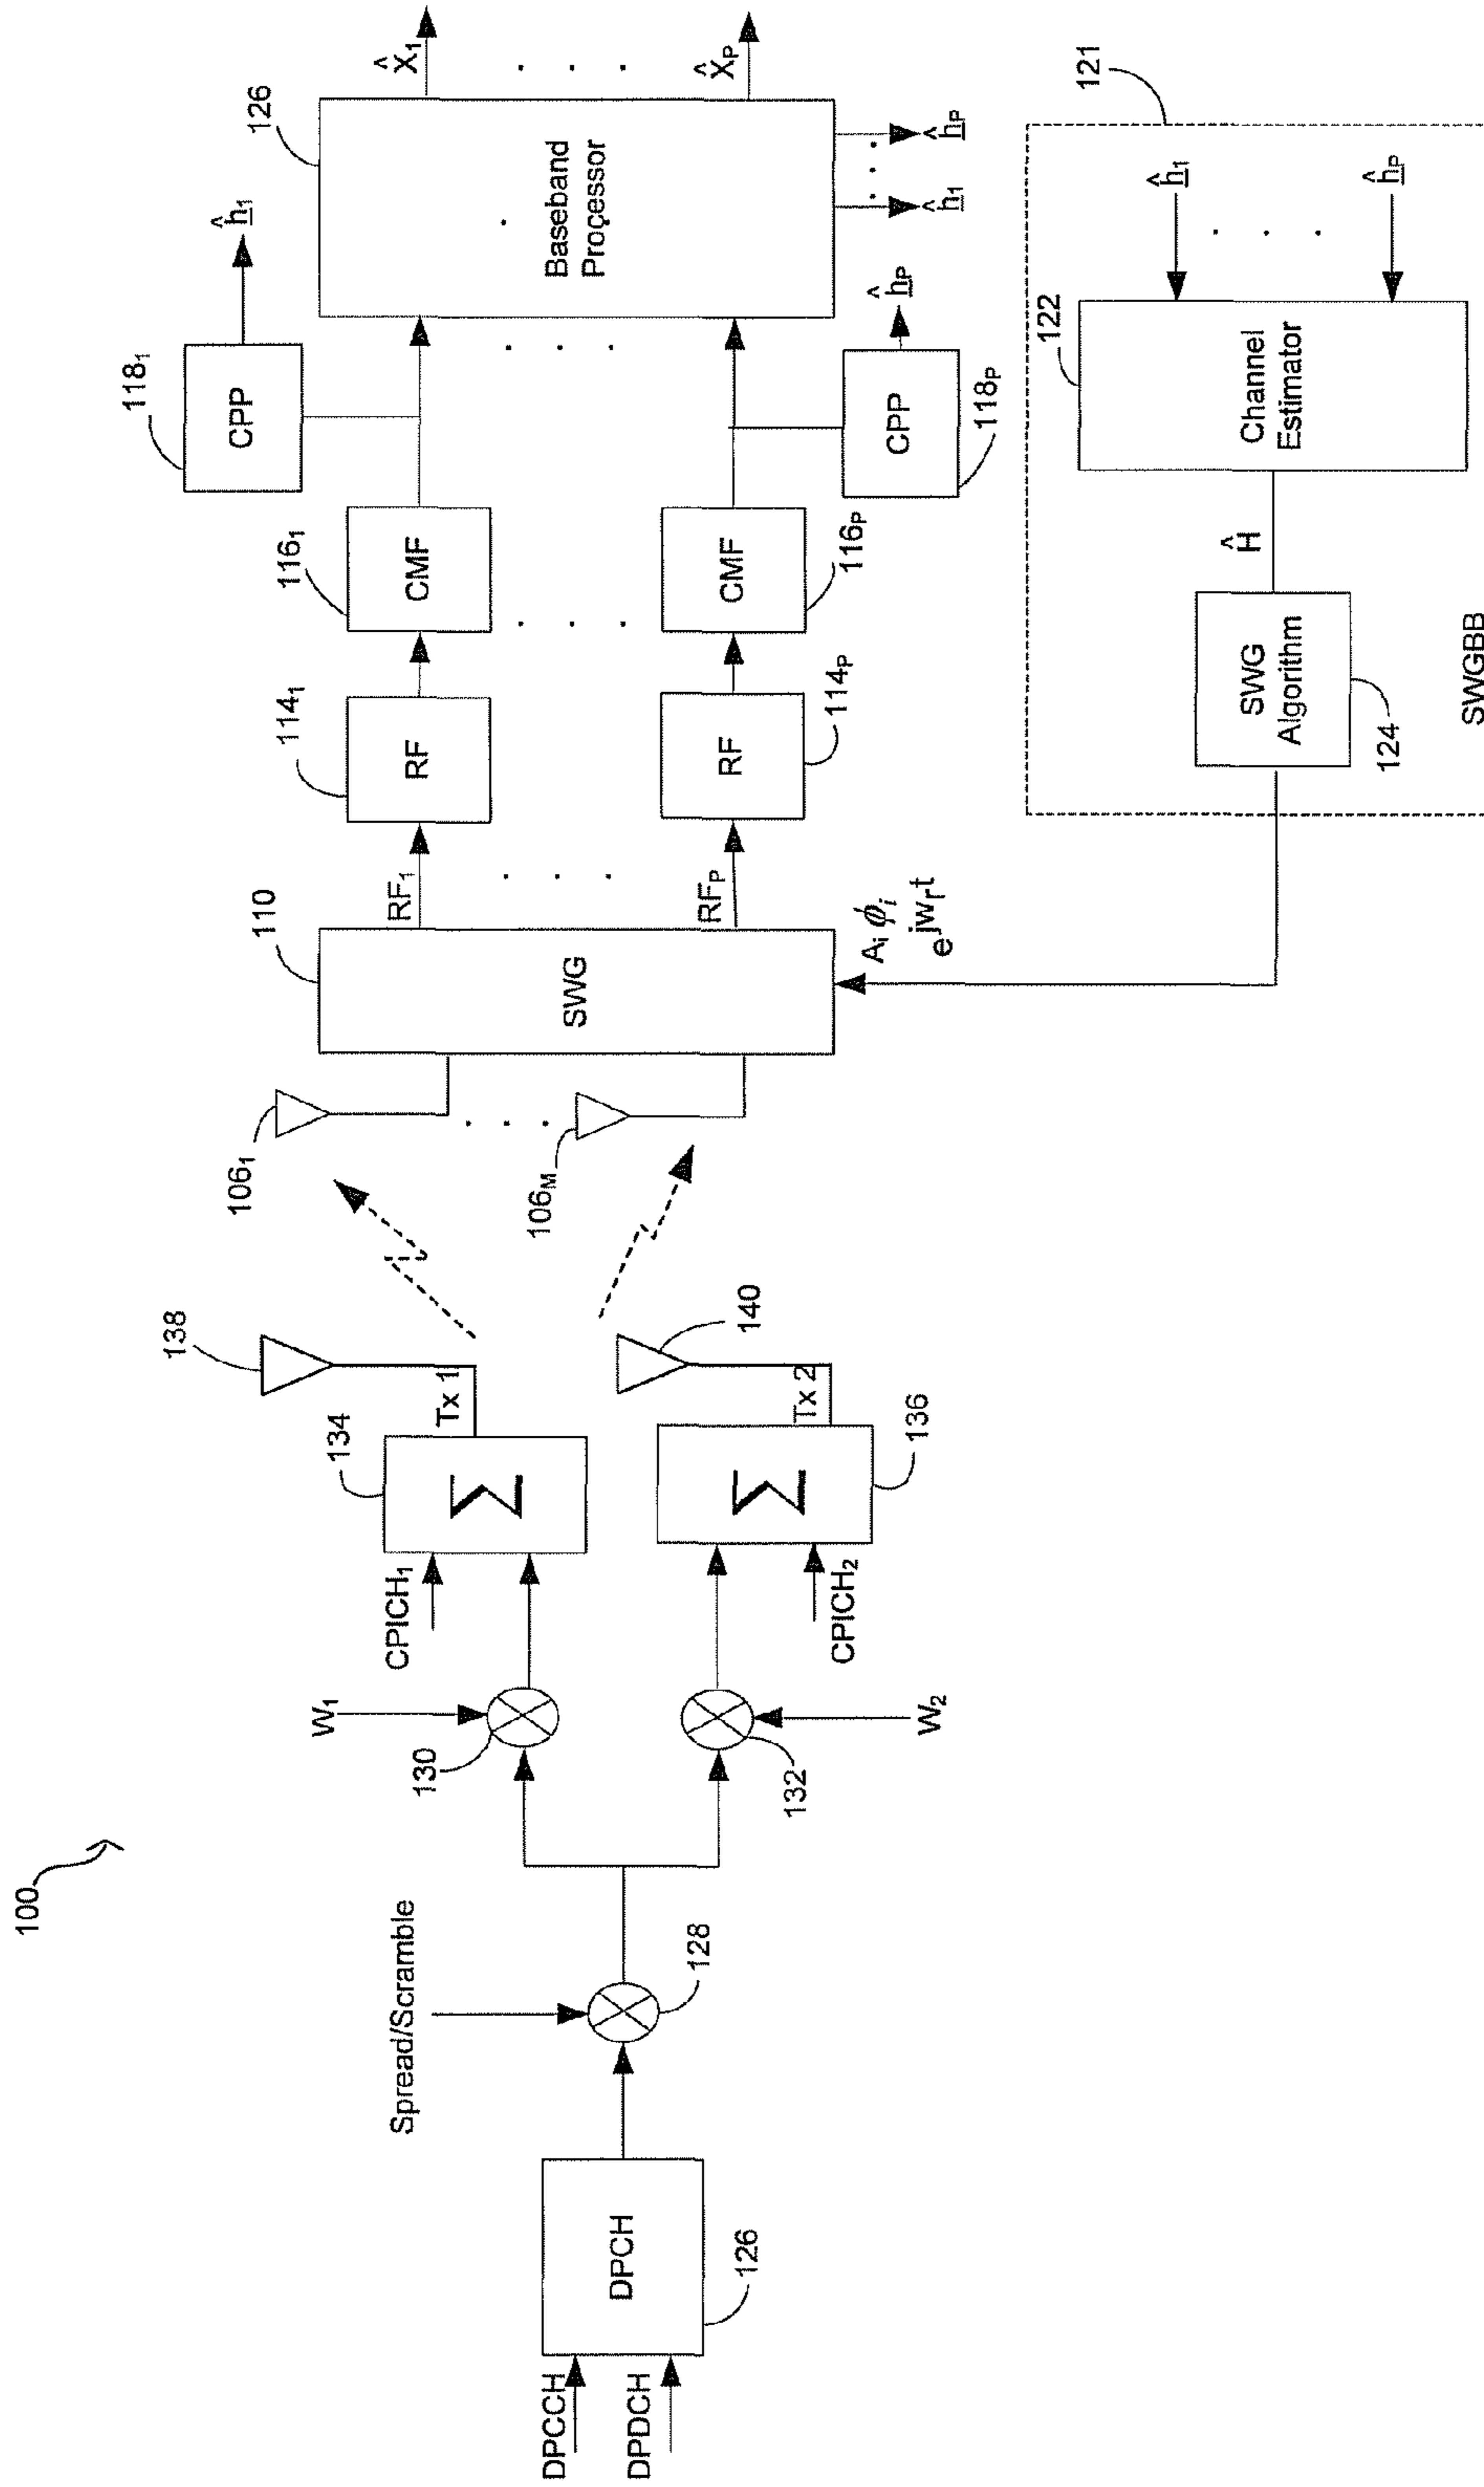 100
DPCCH
DPDCH
DPCH
126
Spread/Scramble
128
W₁
130
132
W₂
CPICH₁
134
Σ
Tx 1
138
CPICH₂
136
Σ
Tx 2
140
106₁
106M
110
SWG
RF₁
RFP
Aᵢ φᵢ
e^jwᵣt
114₁
RF
114P
RF
116₁
CMF
116P
CMF
118₁
CPP
ĥ₁
118P
CPP
ĥP
126
Baseband
Processor
X̂₁
X̂P
ĥ₁
ĥP
121
122
Channel
Estimator
ĥ₁
ĥP
Ĥ
SWG
Algorithm
124
SWGBB